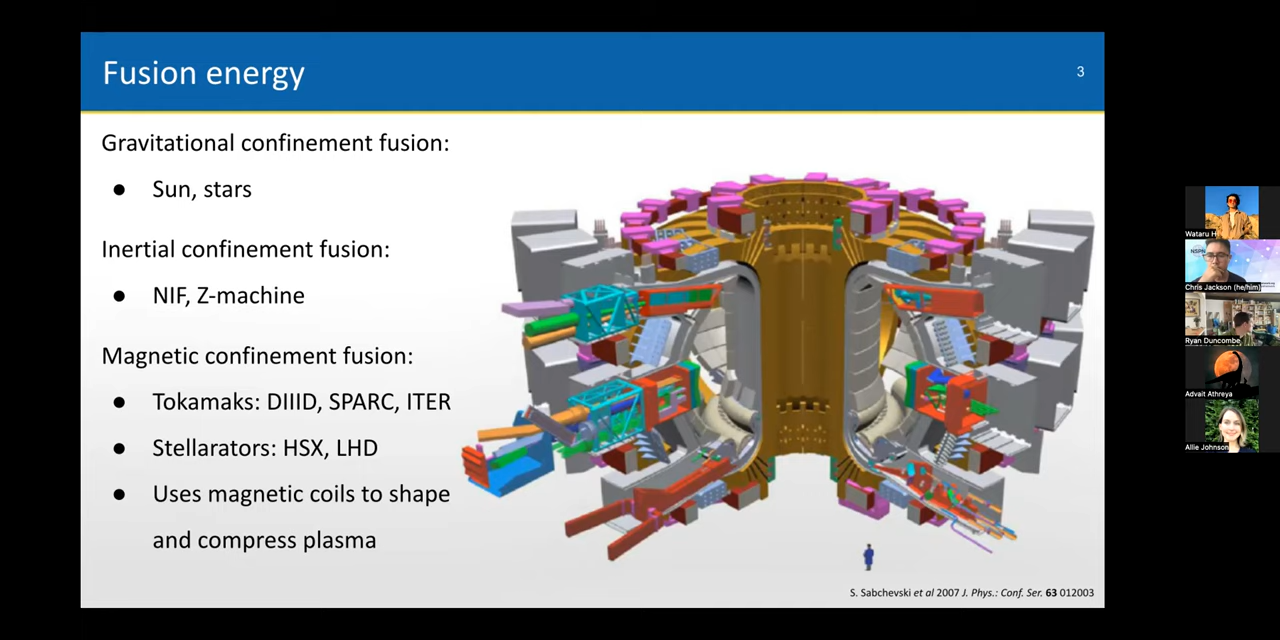 Fusion energy
3
Gravitational confinement fusion:
● Sun, stars
Inertial confinement fusion:
● NIF, Z-machine
Magnetic confinement fusion:
● Tokamaks: DIIID, SPARC, ITER
● Stellarators: HSX, LHD
● Uses magnetic coils to shape
and compress plasma
S. Sabchevski et al 2007 J. Phys.: Conf. Ser. 63 012003
Wataru H
Chris Jackson (he/him)
Ryan Duncombe
Advait Athreya
Allie Johnson